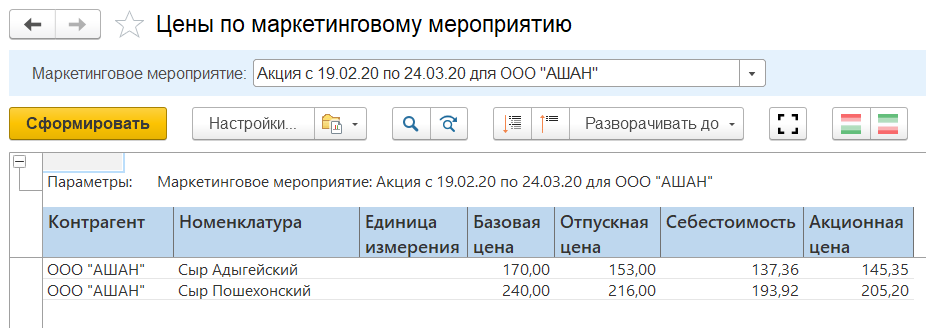 Цены по маркетинговому мероприятию
Маркетинговое мероприятие: Акция с 19.02.20 по 24.03.20 для ООО "АШАН"
Сформировать Настройки... Разворачивать до
Параметры: Маркетинговое мероприятие: Акция с 19.02.20 по 24.03.20 для ООО "АШАН"
Контрагент Номенклатура Единица Базовая Отпускная Себестоимость Акционная
измерения цена цена цена
ООО "АШАН" Сыр Адыгейский 170,00 153,00 137,36 145,35
ООО "АШАН" Сыр Пошехонский 240,00 216,00 193,92 205,20